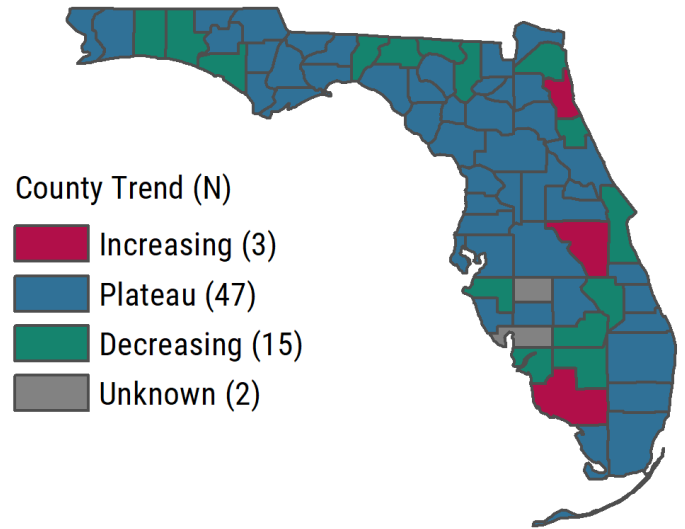 County Trend (N)
Increasing (3)
Plateau (47)
Decreasing (15)
Unknown (2)